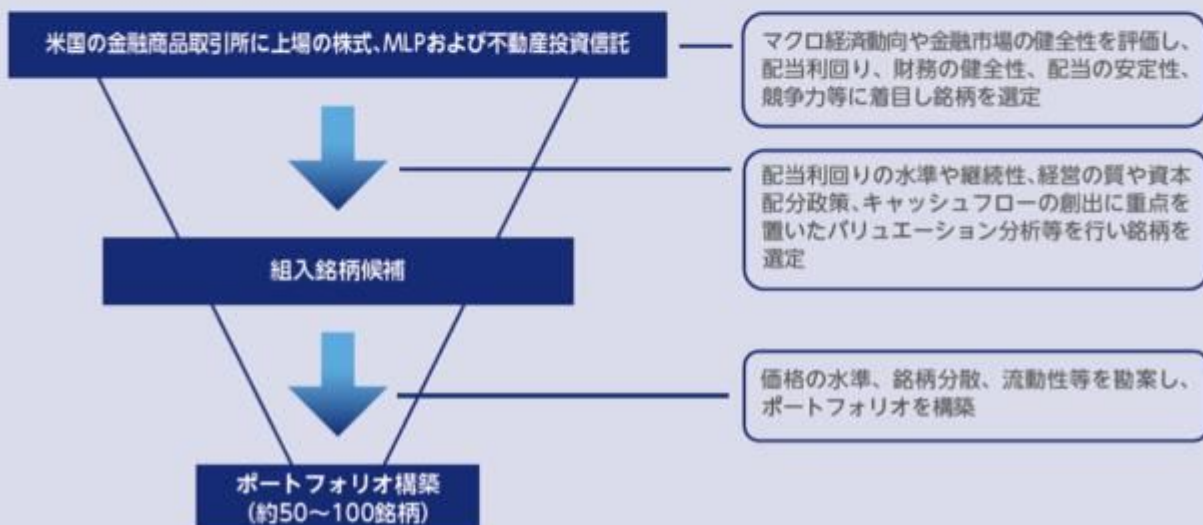 米国の金融商品取引所に上場の株式、MLPおよび不動産投資信託
マクロ経済動向や金融市場の健全性を評価し、
配当利回り、財務の健全性、配当の安定性、
競争力等に着目し銘柄を選定
配当利回りの水準や継続性、経営の質や資本
配分政策、キャッシュフローの創出に重点を
置いたバリュエーション分析等を行い銘柄を
選定
組入銘柄候補
価格の水準、銘柄分散、流動性等を勘案し、
ポートフォリオを構築
ポートフォリオ構築
(約50～100銘柄)